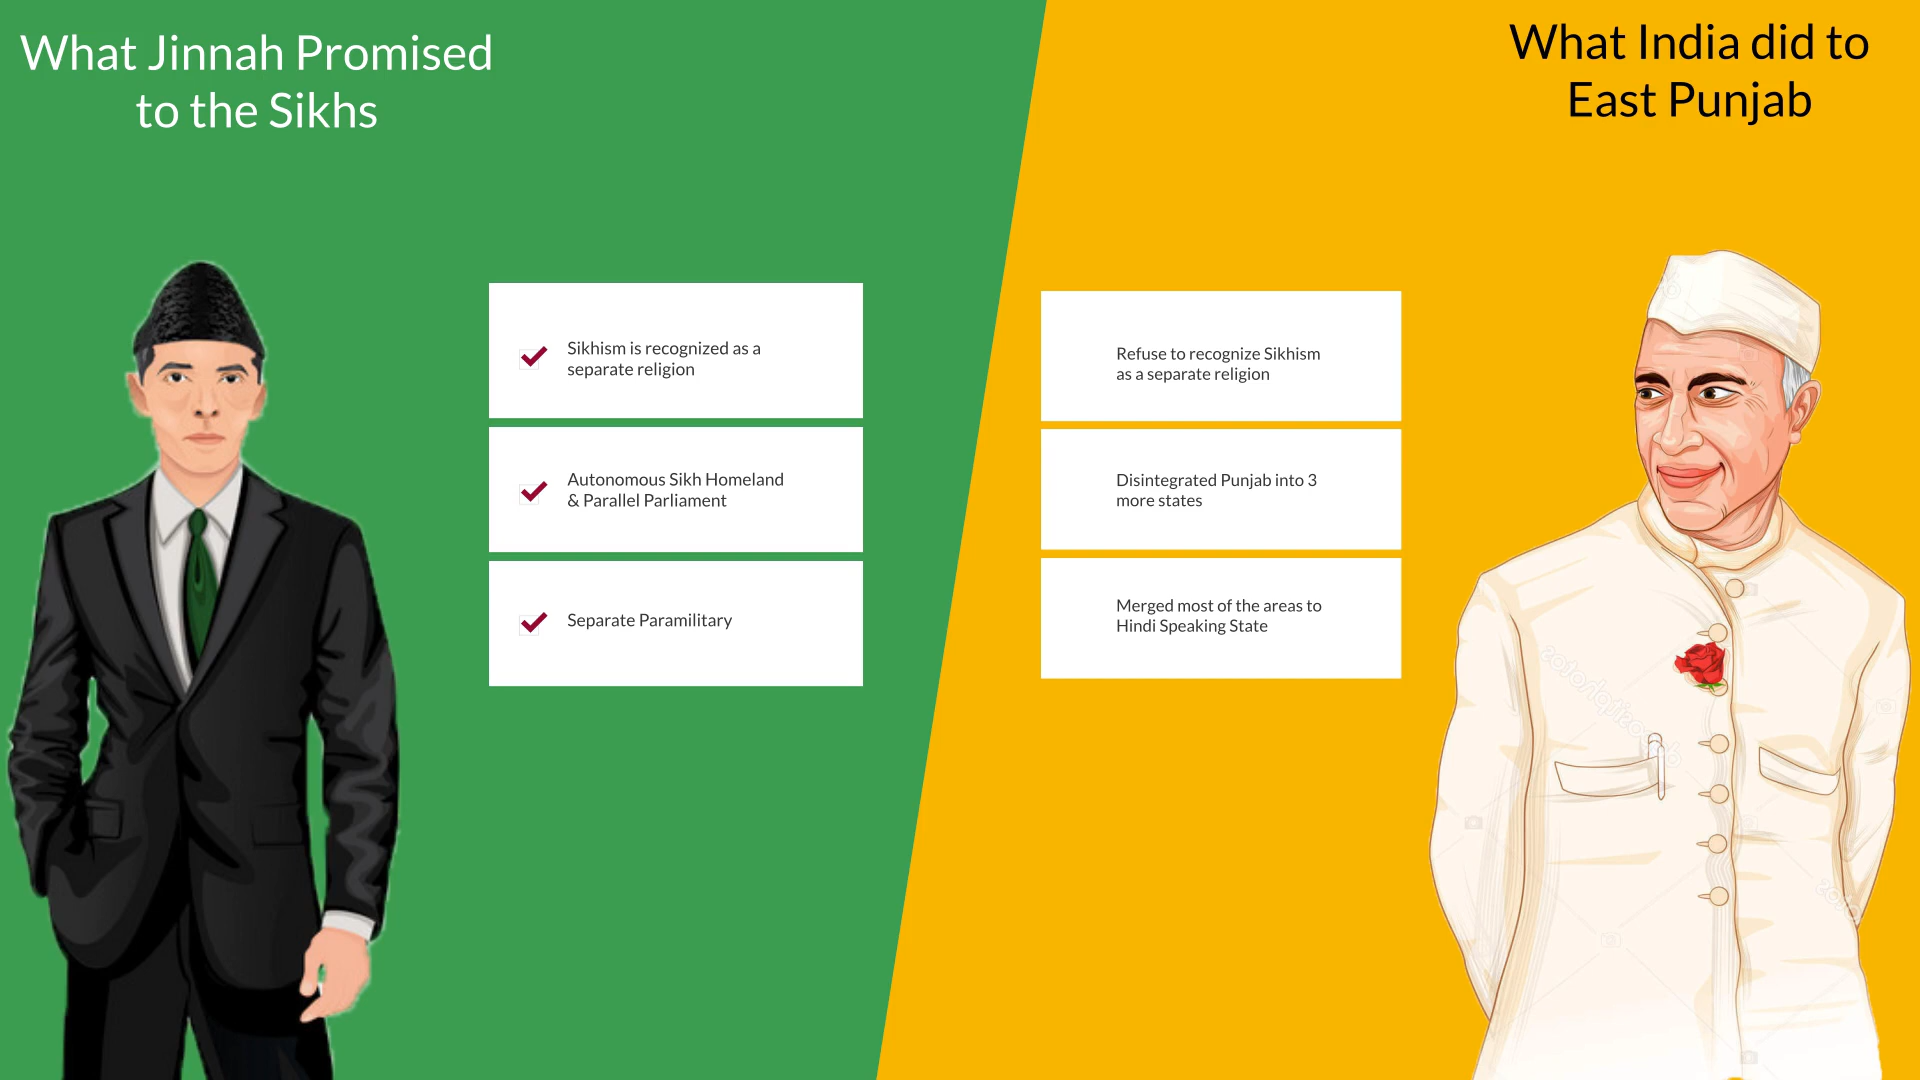 What Jinnah Promised
to the Sikhs
Sikhism is recognized as a
separate religion
Autonomous Sikh Homeland
& Parallel Parliament
Separate Paramilitary
What India did to
East Punjab
Refuse to recognize Sikhism
as a separate religion
Disintegrated Punjab into 3
more states
Merged most of the areas to
Hindi Speaking State